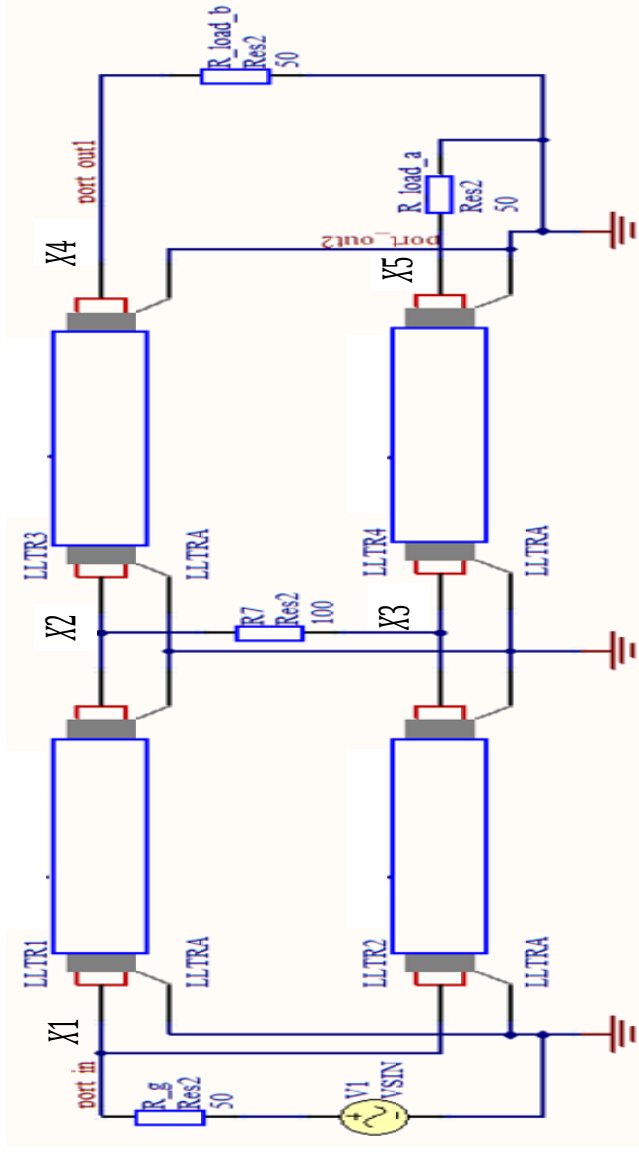 R_load_b
Res2
50
port out1
R_load_a
Res2
50
port_out2
X4
X5
LLTR3
LLTRA
LLTR4
LLTRA
X2
R7
Res2
100
X3
LLTR1
LLTRA
LLTR2
LLTRA
X1
port in
R_g
Res2
50
V1
VSIN
+
-